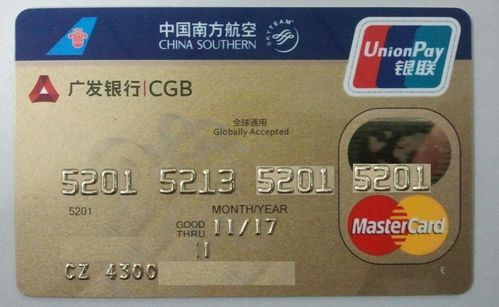 中国南方航空
CHINA SOUTHERN
SKYTEAM
UnionPay
银联
广发银行|CGB
全球通用
Globally Accepted
5201 5213 5201 5201
5201
MONTH/YEAR
GOOD THRU 11/17
CZ 4300
MasterCard